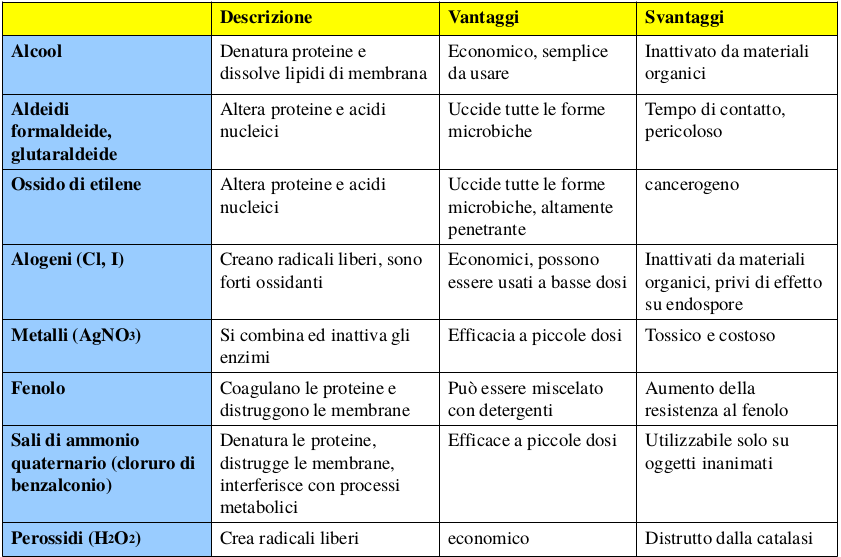 Descrizione Vantaggi Svantaggi
Alcool Denatura proteine e Economico, semplice Inattivato da materiali
dissolve lipidi di membrana da usare organici
Aldeidi Altera proteine e acidi Uccide tutte le forme Tempo di contatto,
formaldeide, nucleici microbiche pericoloso
glutaraldeide
Ossido di etilene Altera proteine e acidi Uccide tutte le forme cancerogeno
nucleici microbiche, altamente
penetrante
Alogeni (Cl, I) Creano radicali liberi, sono Economici, possono Inattivati da materiali
forti ossidanti essere usati a basse dosi organici, privi di effetto
su endospore
Metalli (AgNO3) Si combina ed inattiva gli Efficacia a piccole dosi Tossico e costoso
enzimi
Fenolo Coagulano le proteine e Può essere miscelato Aumento della
distruggono le membrane con detergenti resistenza al fenolo
Sali di ammonio Denatura le proteine, Efficace a piccole dosi Utilizzabile solo su
quaternario (cloruro di distrugge le membrane, oggetti inanimati
benzalconio) interferisce con processi
metabolici
Perossidi (H2O2) Crea radicali liberi economico Distrutto dalla catalasi